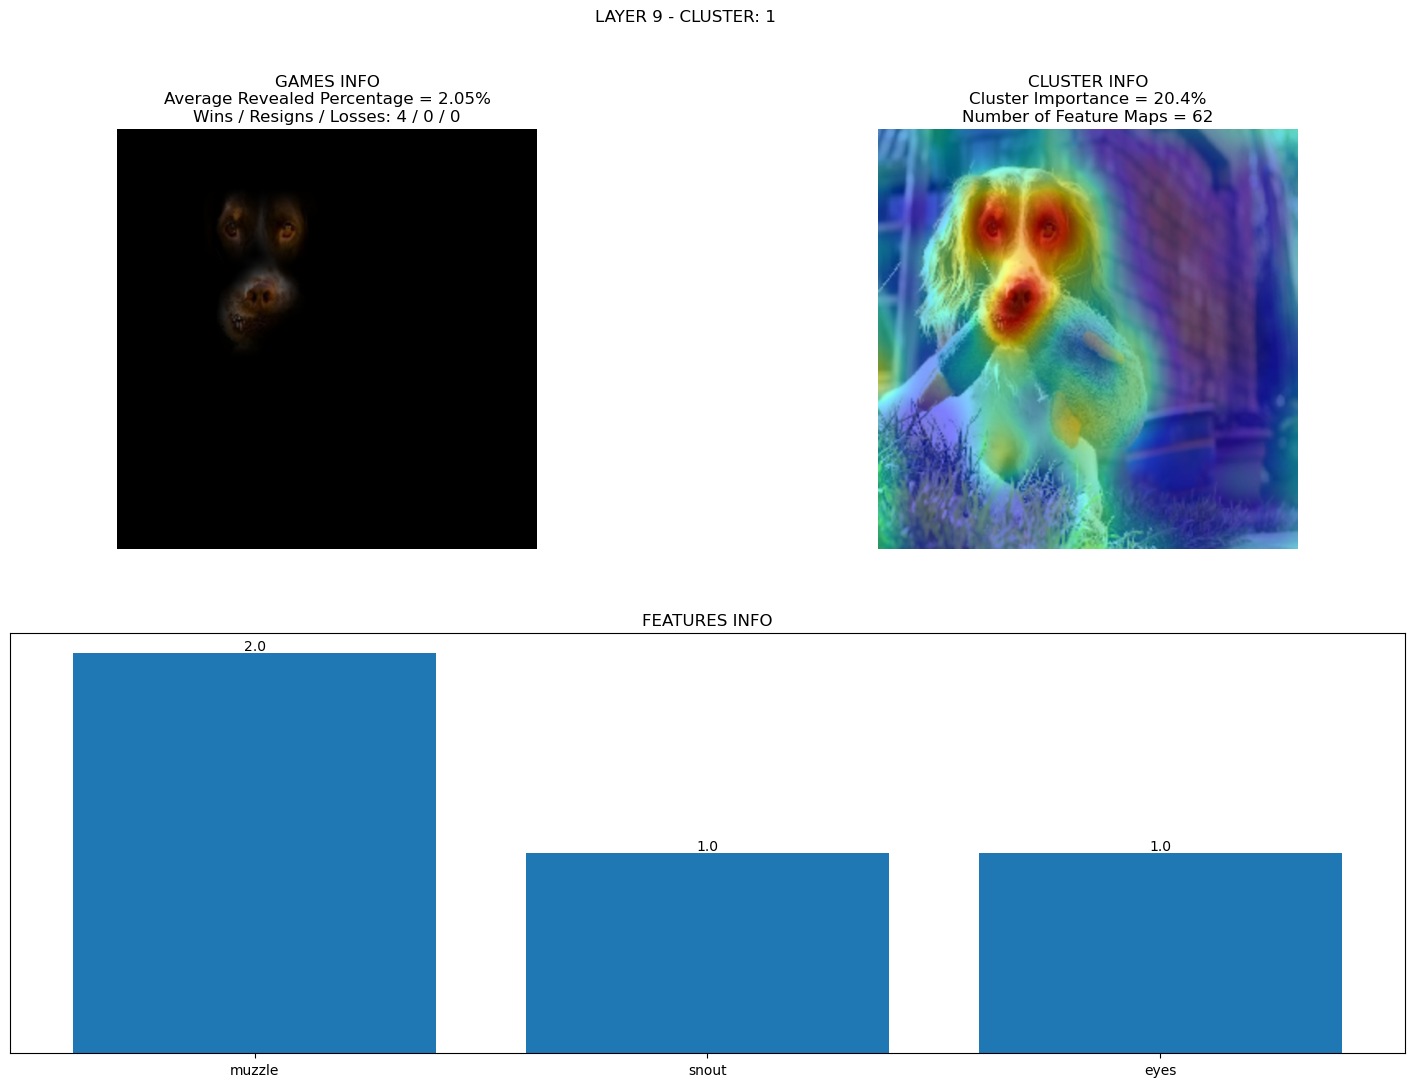 LAYER 9 - CLUSTER: 1
GAMES INFO
Average Revealed Percentage = 2.05%
Wins / Resigns / Losses: 4 / 0 / 0
CLUSTER INFO
Cluster Importance = 20.4%
Number of Feature Maps = 62
FEATURES INFO
2.0
1.0
1.0
muzzle
snout
eyes